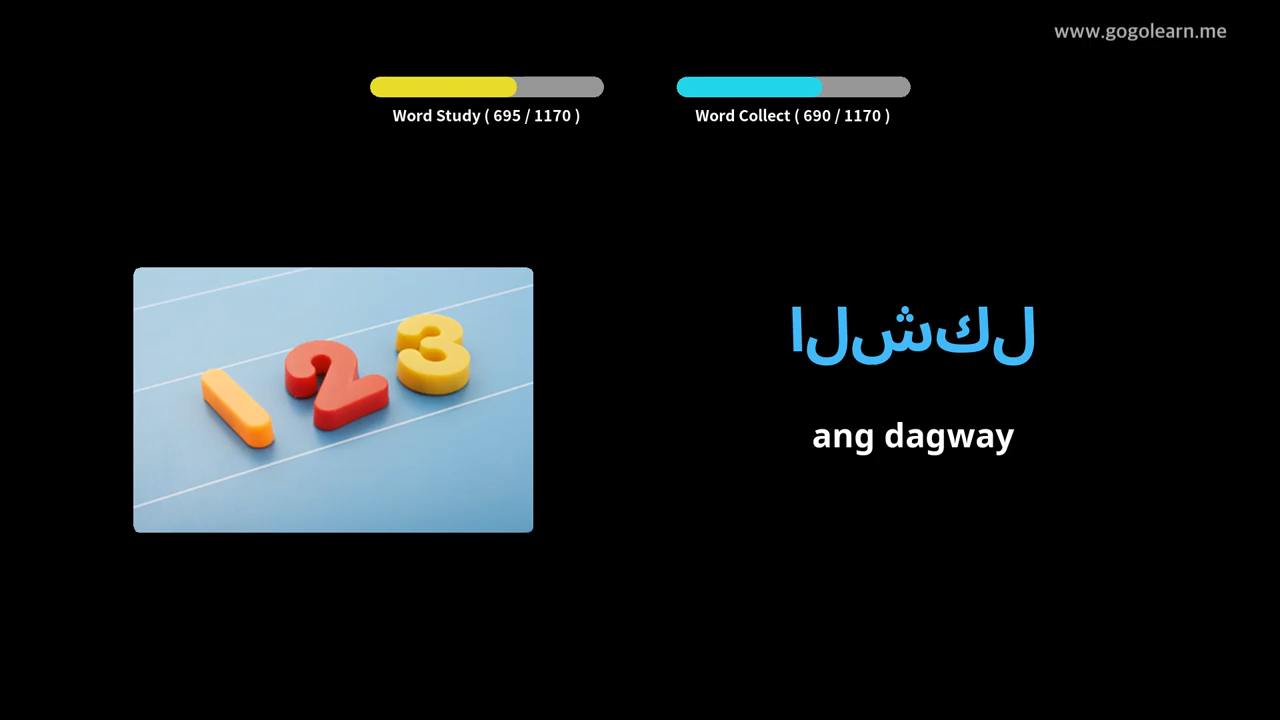 www.gogolearn.me
Word Study ( 695 / 1170 )
Word Collect ( 690 / 1170 )
الشكل
ang dagway